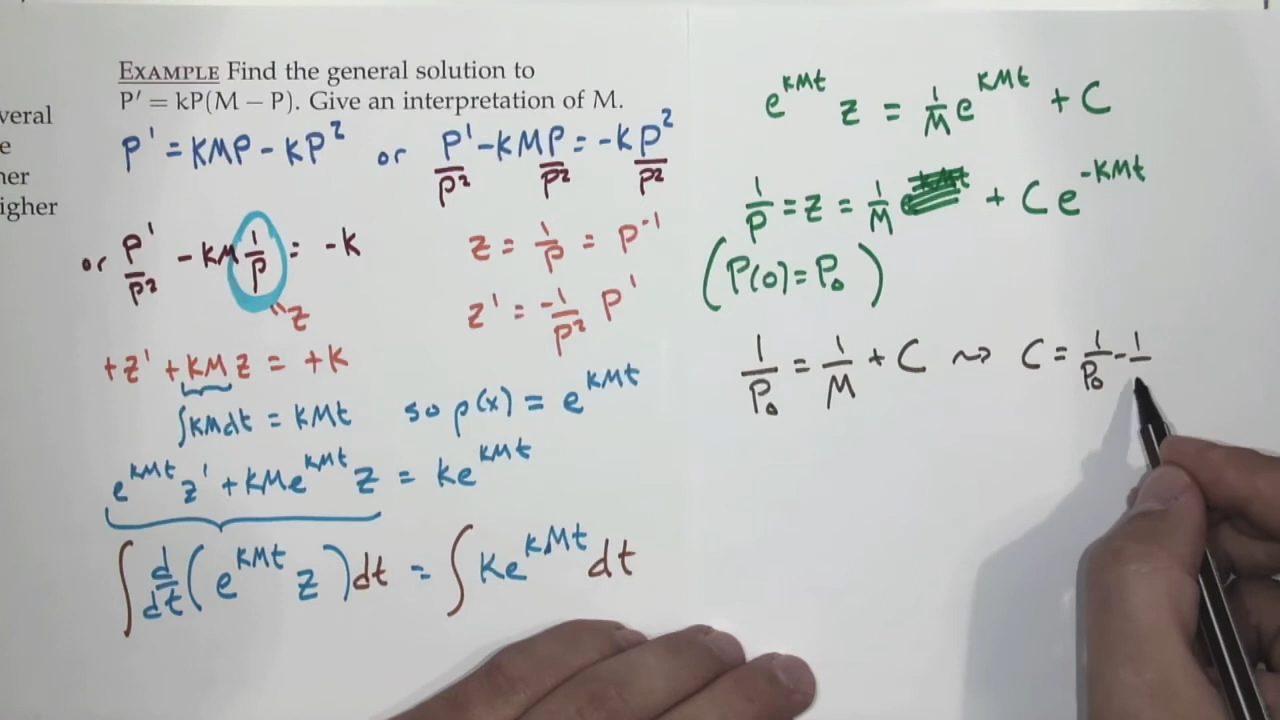 veral
e
her
igher
EXAMPLE Find the general solution to
P′ = kP(M − P). Give an interpretation of M.
P' = KMP - KP² or P'/P² - KMP/P² = -KP²/P²
or P'/P² - KM 1/P = -K
"z
z = 1/P = P⁻¹
z' = -1/P² P'
+z' + KM z = +K
∫KMdt = KMt so ρ(x) = e^KMt
e^KMt z' + KMe^KMt z = Ke^KMt
∫ d/dt (e^KMt z) dt = ∫ Ke^KMt dt
e^KMt z = 1/M e^KMt + C
1/P = z = 1/M + Ce^-KMt
(P(0) = P₀)
1/P₀ = 1/M + C ⇝ C = 1/P₀ - 1